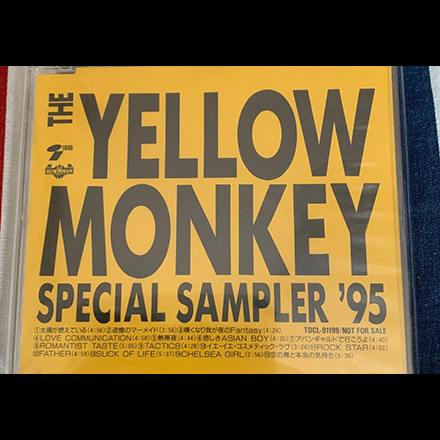 THE YELLOW
MONKEY
SPECIAL SAMPLER '95
TDCL-91199/NOT FOR SALE
①太陽が燃えている(4:56)②追憶のマーメイド(3:56)③嘆くなり我が夜のFantasy(4:24)
④LOVE COMMUNICATION(4:58)⑤熱帯夜(4:44)⑥悲しきASIAN BOY(4:35)⑦アバンギャルドで行こうよ(4:40)
⑧ROMANTIST TASTE(5:05)⑨TACTICS(4:28)⑩イエ・イエ・コスメティック・ラヴ(3:24)⑪ROCK STAR(4:02)
⑫FATHER(4:59)⑬SUCK OF LIFE(5:37)⑭CHELSEA GIRL(2:56)⑮空の青と本当の気持ち(5:36)